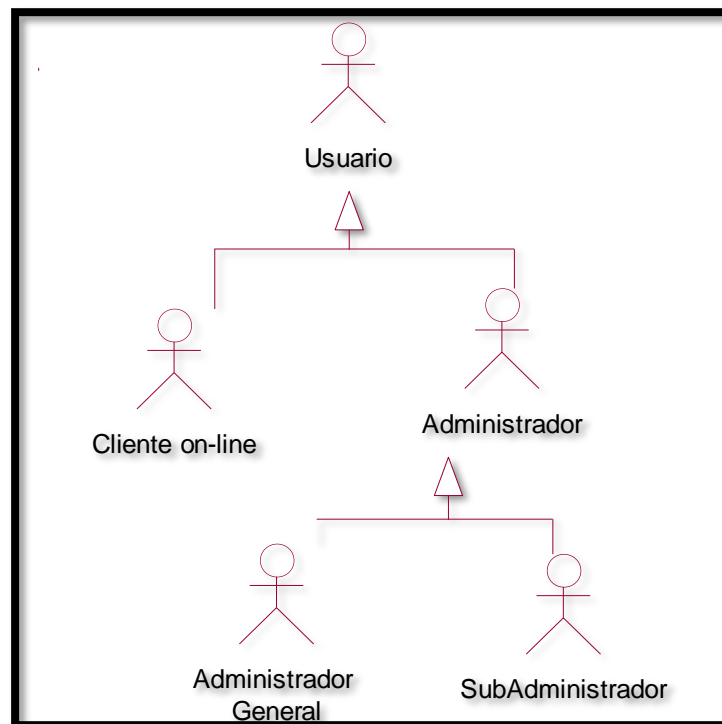 Usuario
Cliente on-line
Administrador
Administrador
General
SubAdministrador